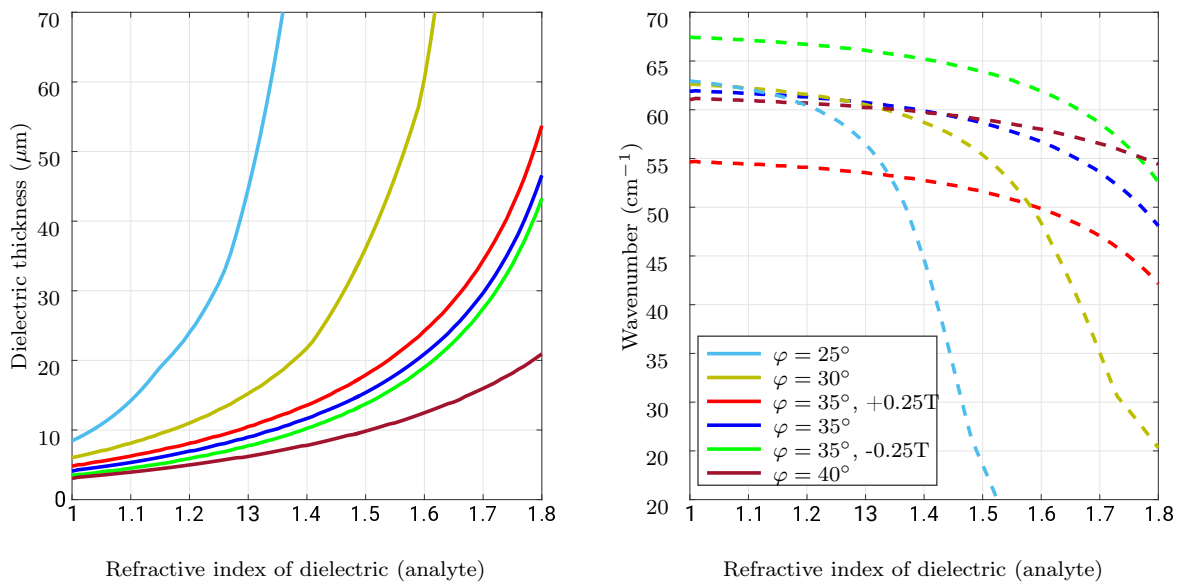 70
60
50
40
30
20
10
0
1 1.1 1.2 1.3 1.4 1.5 1.6 1.7 1.8
Dielectric thickness (μm)
Refractive index of dielectric (analyte)
70
65
60
55
50
45
40
35
30
25
20
20
1 1.1 1.2 1.3 1.4 1.5 1.6 1.7 1.8
Wavenumber (cm⁻¹)
Refractive index of dielectric (analyte)
φ = 25°
φ = 30°
φ = 35°, +0.25T
φ = 35°
φ = 35°, -0.25T
φ = 40°